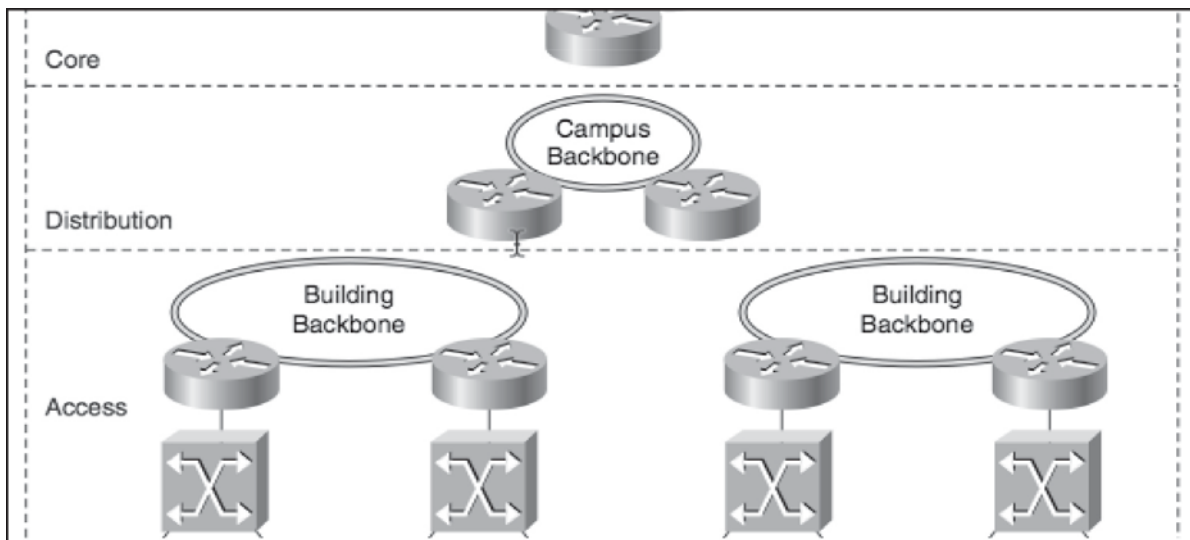 Core
Campus
Backbone
Distribution
Building
Backbone
Building
Backbone
Access